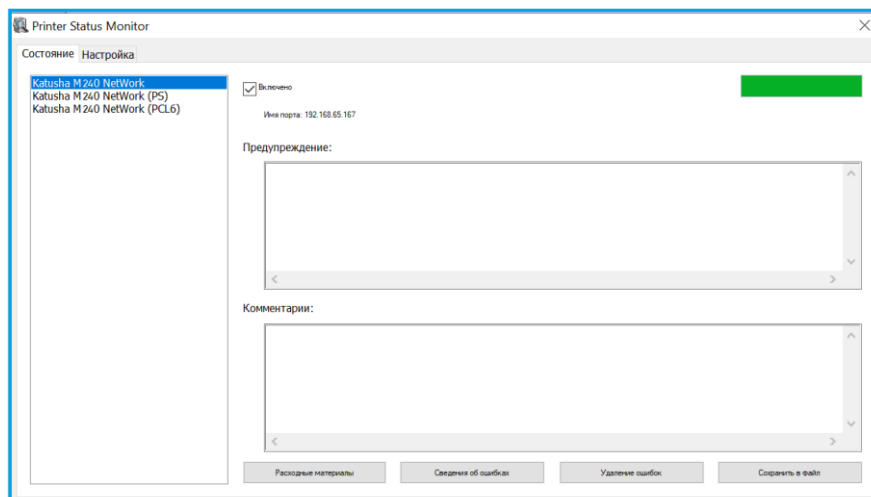 Printer Status Monitor
Состояние Настройка
Katusha M240 NetWork
Katusha M240 NetWork (PS)
Katusha M240 NetWork (PCL6)
Включено
Имя порта: 192.168.65.167
Предупреждение:
Комментарии:
Расходные материалы Сведения об ошибках Удаление ошибок Сохранить в файл